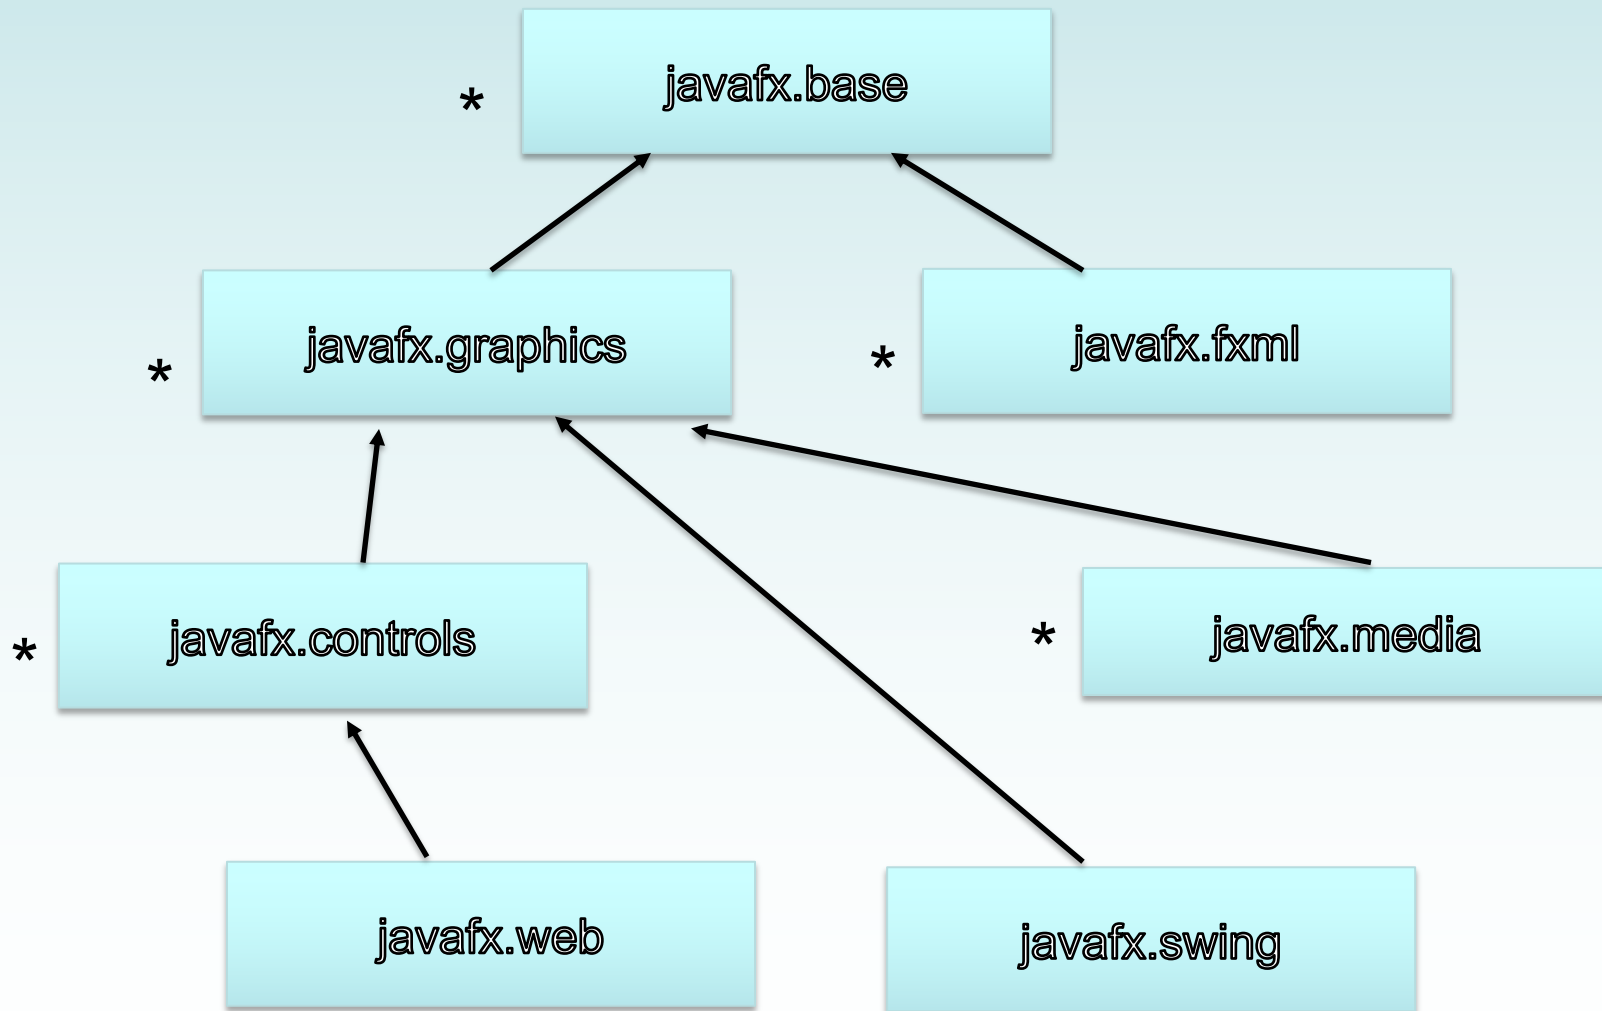 javafx.base
*
javafx.graphics
*
javafx.fxml
*
javafx.controls
*
javafx.media
*
javafx.web
javafx.swing